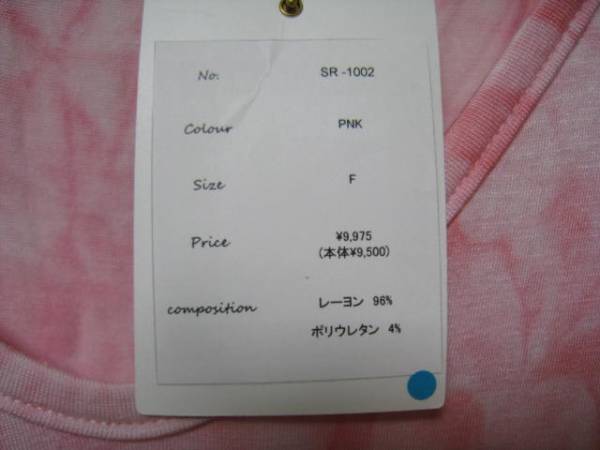 No. SR -1002
Colour PNK
Size F
Price ¥9,975
(本体¥9,500)
composition レーヨン 96%
ポリウレタン 4%